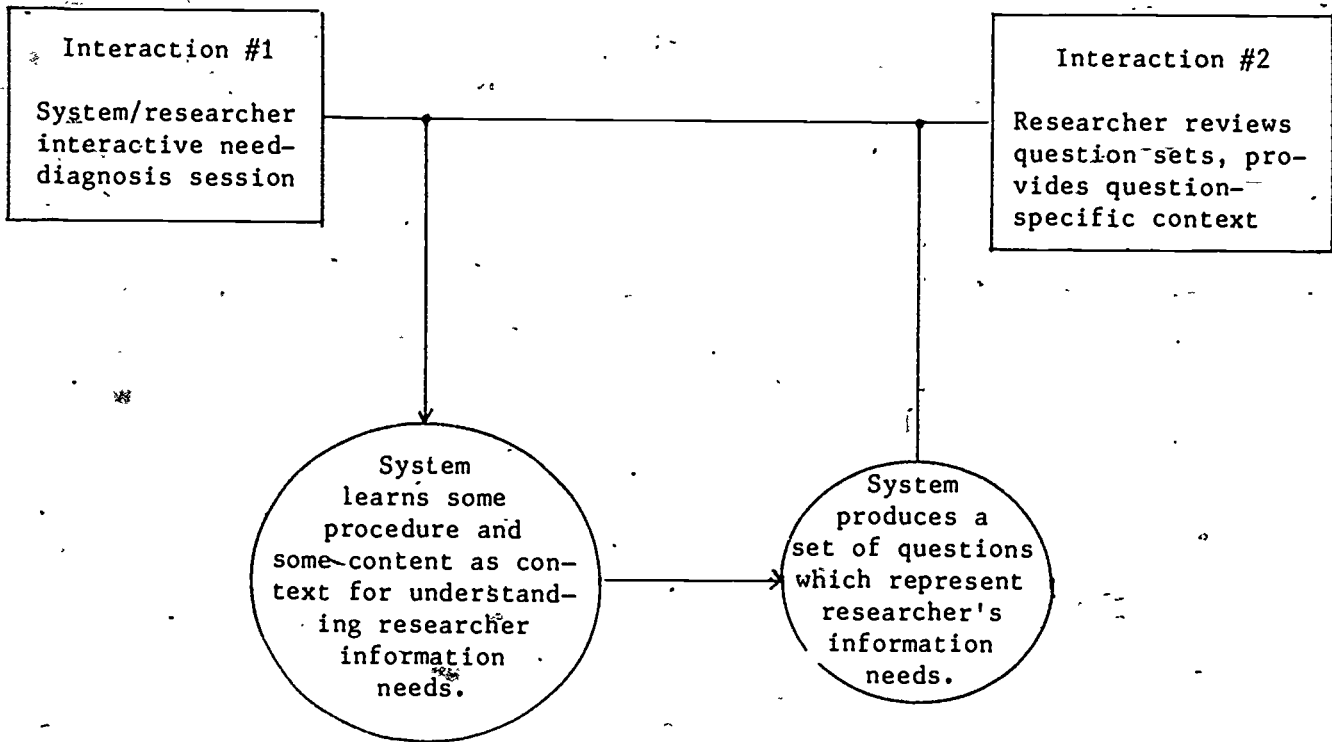 Interaction #1
System/researcher
interactive need-
diagnosis session
Interaction #2
Researcher reviews
question sets, pro-
vides question-
specific context
System
learns some
procedure and
some content as con-
text for understand-
ing researcher
information
needs.
System
produces a
set of questions
which represent
researcher's
information
needs.